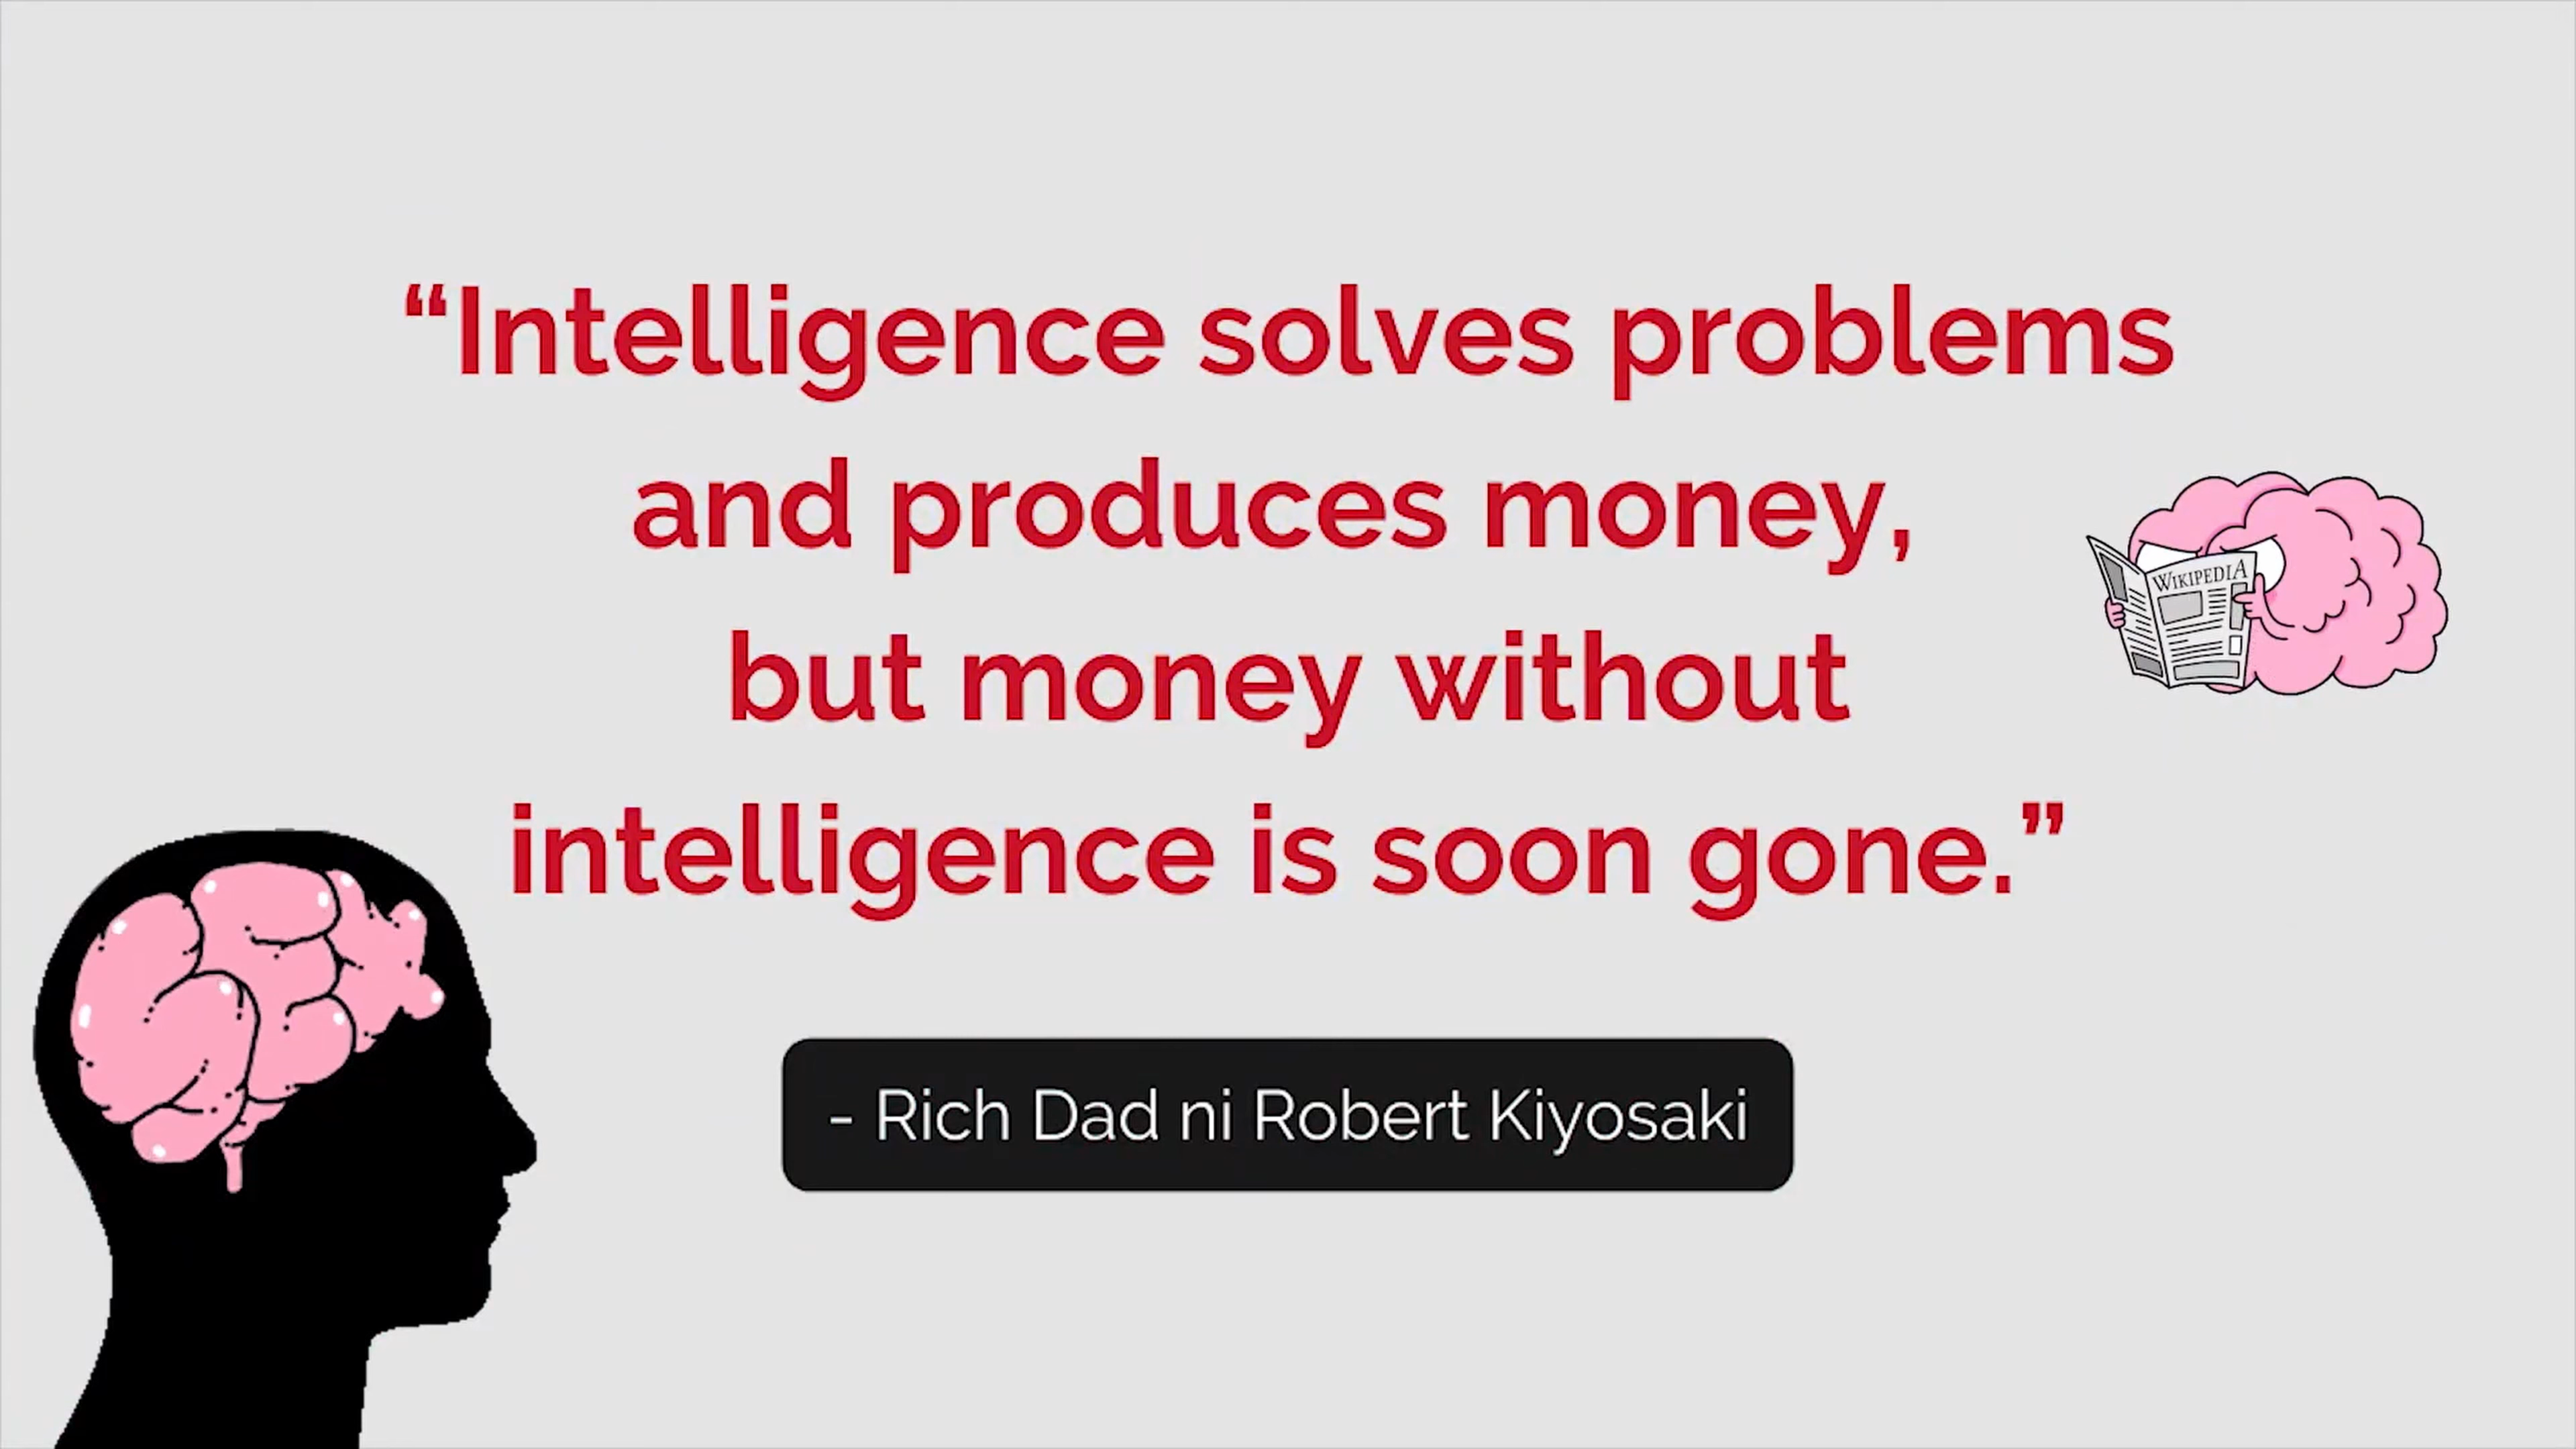 “Intelligence solves problems
and produces money,
but money without
intelligence is soon gone.”
WIKIPEDIA
- Rich Dad ni Robert Kiyosaki